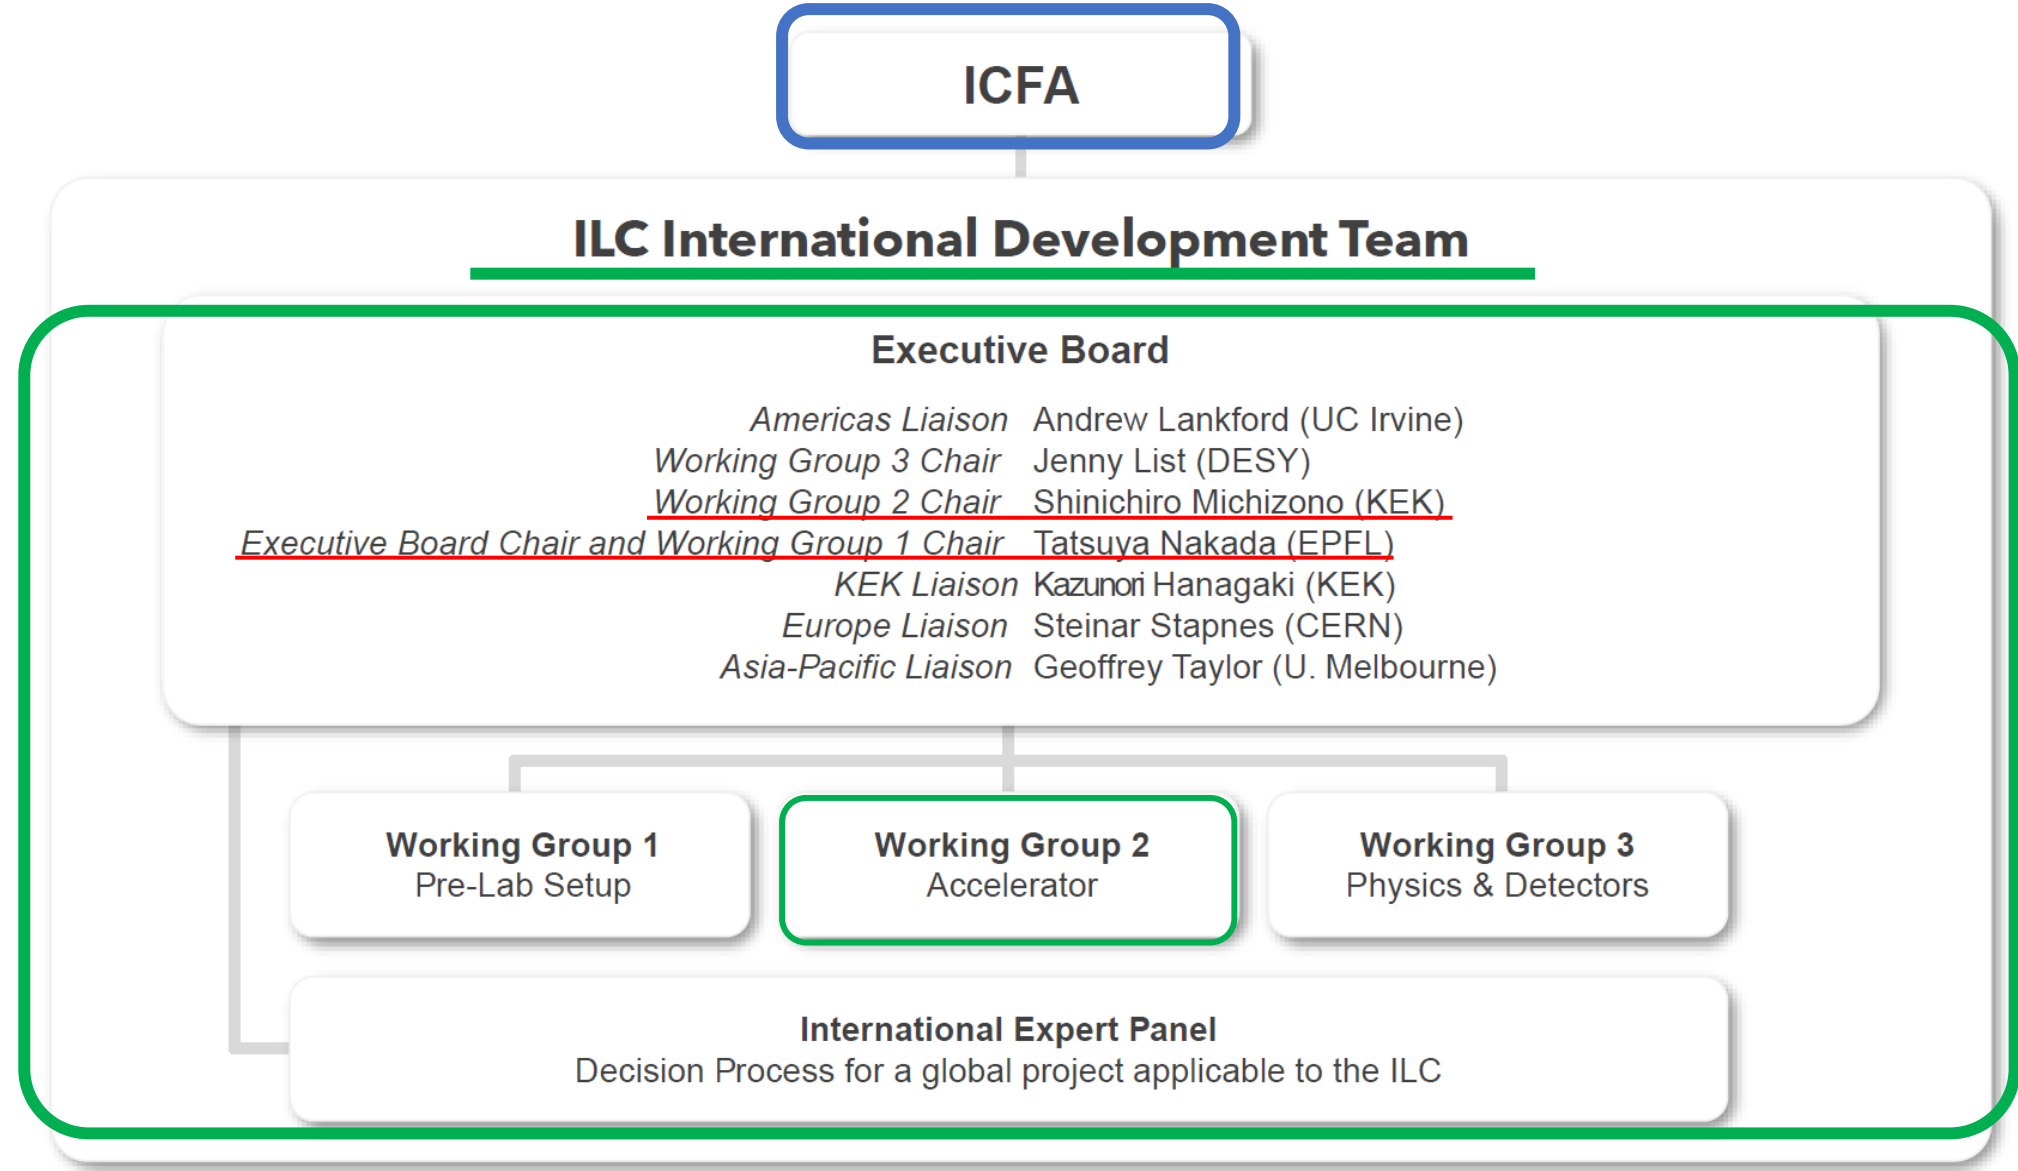 ICFA
ILC International Development Team
Executive Board
Americas Liaison Andrew Lankford (UC Irvine)
Working Group 3 Chair Jenny List (DESY)
Working Group 2 Chair Shinichiro Michizono (KEK)
Executive Board Chair and Working Group 1 Chair Tatsuya Nakada (EPFL)
KEK Liaison Kazunori Hanagaki (KEK)
Europe Liaison Steinar Stapnes (CERN)
Asia-Pacific Liaison Geoffrey Taylor (U. Melbourne)
Working Group 1
Pre-Lab Setup
Working Group 2
Accelerator
Working Group 3
Physics & Detectors
International Expert Panel
Decision Process for a global project applicable to the ILC